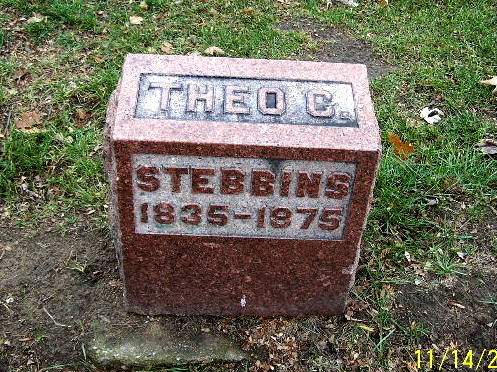 THEO C.
STEBBINS
1835-1875
11/14/2